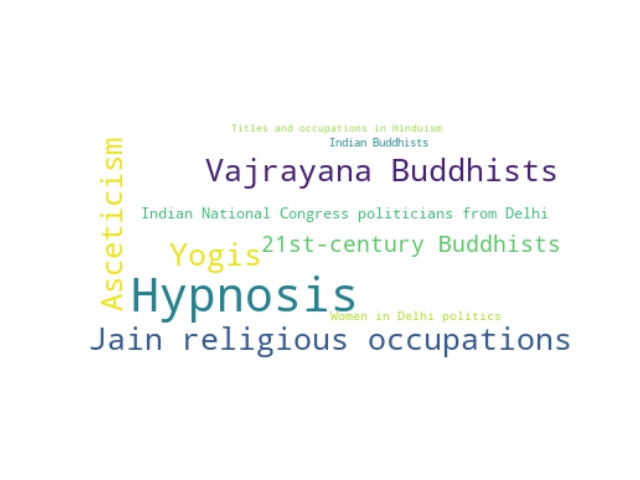 Titles and occupations in Hinduism
Indian Buddhists
Vajrayana Buddhists
Asceticism
Indian National Congress politicians from Delhi
21st-century Buddhists
Yogis
Hypnosis
Women in Delhi politics
Jain religious occupations